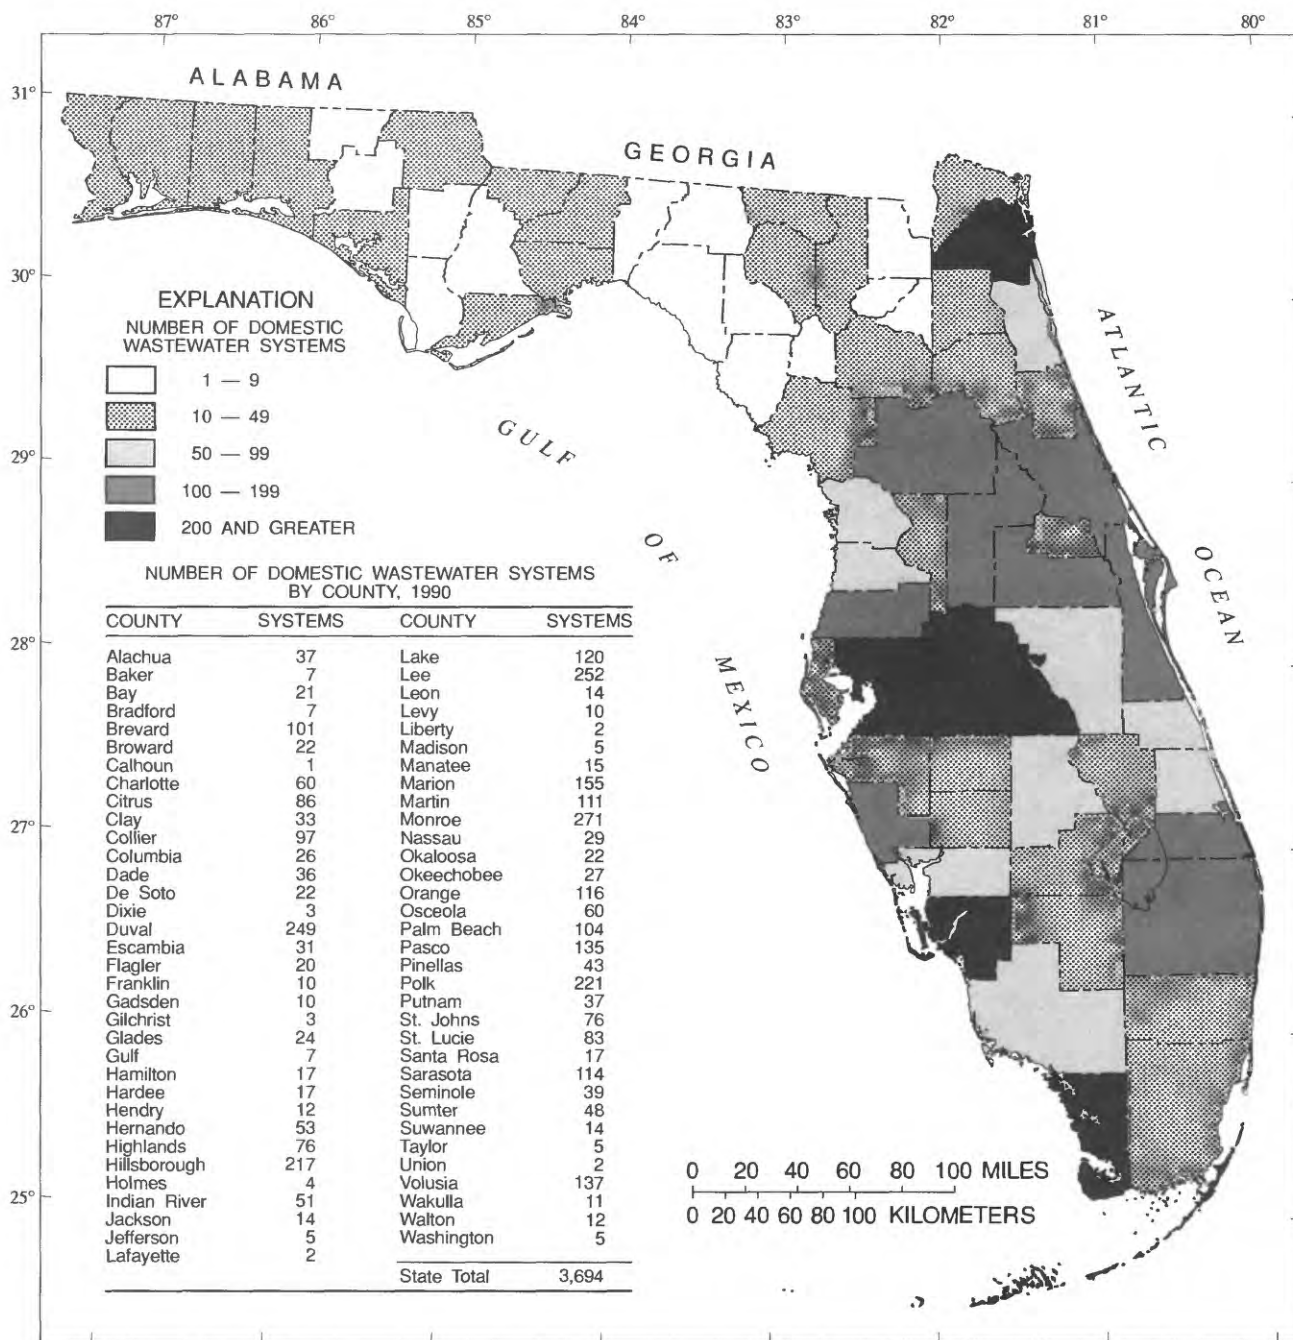 87° 86° 85° 84° 83° 82° 81° 80°
ALABAMA
31°
GEORGIA
30°
EXPLANATION
NUMBER OF DOMESTIC
WASTEWATER SYSTEMS
1 — 9
10 — 49
50 — 99
100 — 199
200 AND GREATER
29°
28°
27°
26°
25°
GULF
OF
MEXICO
ATLANTIC
OCEAN
NUMBER OF DOMESTIC WASTEWATER SYSTEMS
BY COUNTY, 1990
COUNTY SYSTEMS COUNTY SYSTEMS
Alachua 37 Lake 120
Baker 7 Lee 252
Bay 21 Leon 14
Bradford 7 Levy 10
Brevard 101 Liberty 2
Broward 22 Madison 5
Calhoun 1 Manatee 15
Charlotte 60 Marion 155
Citrus 86 Martin 111
Clay 33 Monroe 271
Collier 97 Nassau 29
Columbia 26 Okaloosa 22
Dade 36 Okeechobee 27
De Soto 22 Orange 116
Dixie 3 Osceola 60
Duval 249 Palm Beach 104
Escambia 31 Pasco 135
Flagler 20 Pinellas 43
Franklin 10 Polk 221
Gadsden 10 Putnam 37
Gilchrist 3 St. Johns 76
Glades 24 St. Lucie 83
Gulf 7 Santa Rosa 17
Hamilton 17 Sarasota 114
Hardee 17 Seminole 39
Hendry 12 Sumter 48
Hernando 53 Suwannee 14
Highlands 76 Taylor 5
Hillsborough 217 Union 2
Holmes 4 Volusia 137
Indian River 51 Wakulla 11
Jackson 14 Walton 12
Jefferson 5 Washington 5
Lafayette 2
State Total 3,694
0 20 40 60 80 100 MILES
0 20 40 60 80 100 KILOMETERS